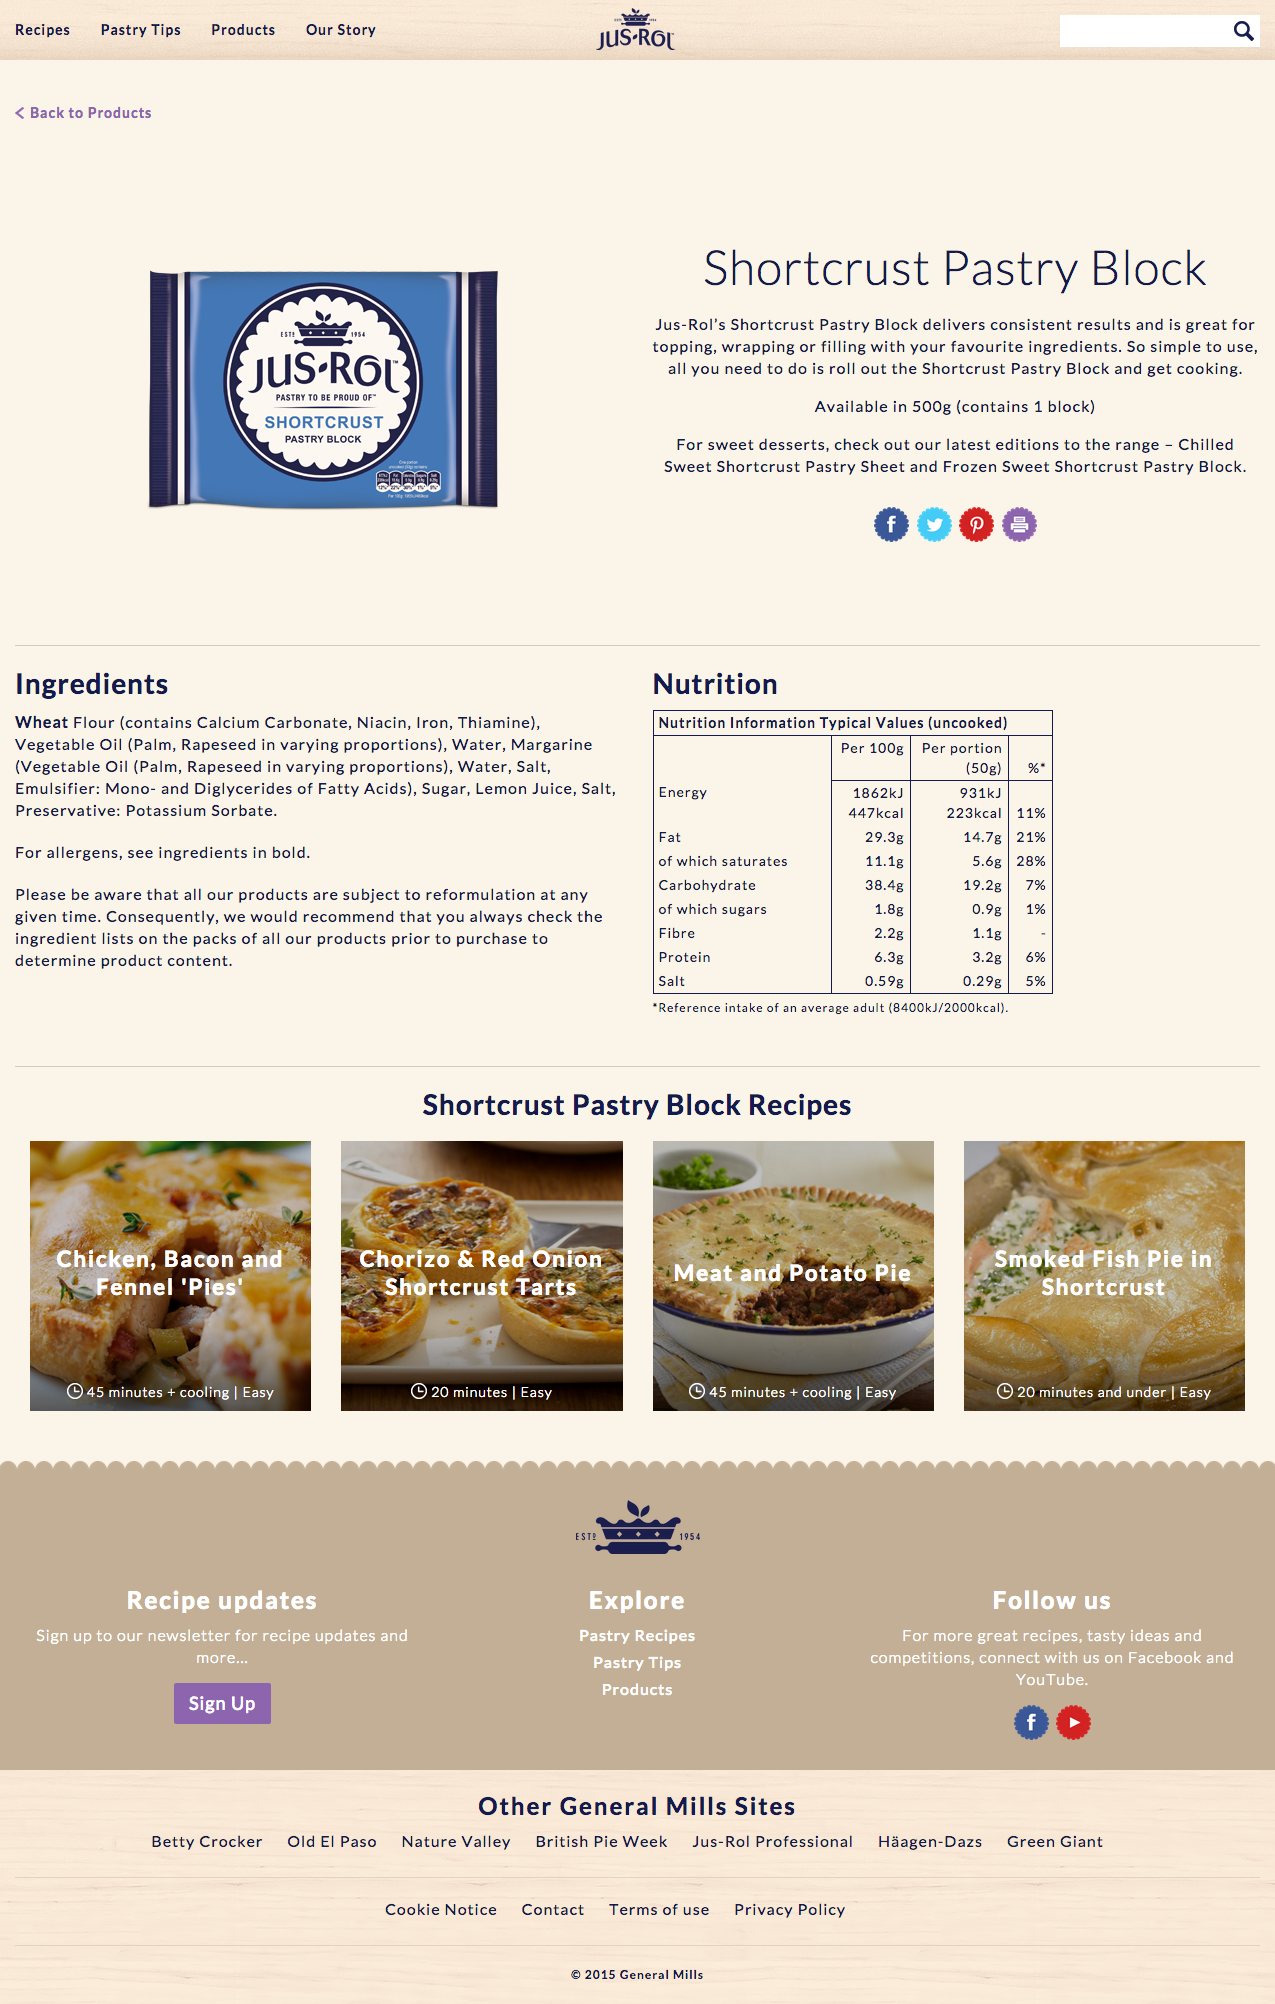 Recipes Pastry Tips Products Our Story
ESTD 1954
JUS-ROL
< Back to Products
Shortcrust Pastry Block
ESTD 1954
JUS-ROL™
PASTRY TO BE PROUD OF™
SHORTCRUST
PASTRY BLOCK
Jus-Rol’s Shortcrust Pastry Block delivers consistent results and is great for
topping, wrapping or filling with your favourite ingredients. So simple to use,
all you need to do is roll out the Shortcrust Pastry Block and get cooking.
Available in 500g (contains 1 block)
For sweet desserts, check out our latest editions to the range – Chilled
Sweet Shortcrust Pastry Sheet and Frozen Sweet Shortcrust Pastry Block.
Ingredients
Wheat Flour (contains Calcium Carbonate, Niacin, Iron, Thiamine),
Vegetable Oil (Palm, Rapeseed in varying proportions), Water, Margarine
(Vegetable Oil (Palm, Rapeseed in varying proportions), Water, Salt,
Emulsifier: Mono- and Diglycerides of Fatty Acids), Sugar, Lemon Juice, Salt,
Preservative: Potassium Sorbate.
For allergens, see ingredients in bold.
Please be aware that all our products are subject to reformulation at any
given time. Consequently, we would recommend that you always check the
ingredient lists on the packs of all our products prior to purchase to
determine product content.
Nutrition
Nutrition Information Typical Values (uncooked)
Per 100g Per portion
(50g) %*
Energy 1862kJ 931kJ
447kcal 223kcal 11%
Fat 29.3g 14.7g 21%
of which saturates 11.1g 5.6g 28%
Carbohydrate 38.4g 19.2g 7%
of which sugars 1.8g 0.9g 1%
Fibre 2.2g 1.1g -
Protein 6.3g 3.2g 6%
Salt 0.59g 0.29g 5%
*Reference intake of an average adult (8400kJ/2000kcal).
Shortcrust Pastry Block Recipes
Chicken, Bacon and
Fennel 'Pies'
45 minutes + cooling | Easy
Chorizo & Red Onion
Shortcrust Tarts
20 minutes | Easy
Meat and Potato Pie
45 minutes + cooling | Easy
Smoked Fish Pie in
Shortcrust
20 minutes and under | Easy
ESTD 1954
Recipe updates
Sign up to our newsletter for recipe updates and
more...
Sign Up
Explore
Pastry Recipes
Pastry Tips
Products
Follow us
For more great recipes, tasty ideas and
competitions, connect with us on Facebook and
YouTube.
Other General Mills Sites
Betty Crocker Old El Paso Nature Valley British Pie Week Jus-Rol Professional Häagen-Dazs Green Giant
Cookie Notice Contact Terms of use Privacy Policy
© 2015 General Mills